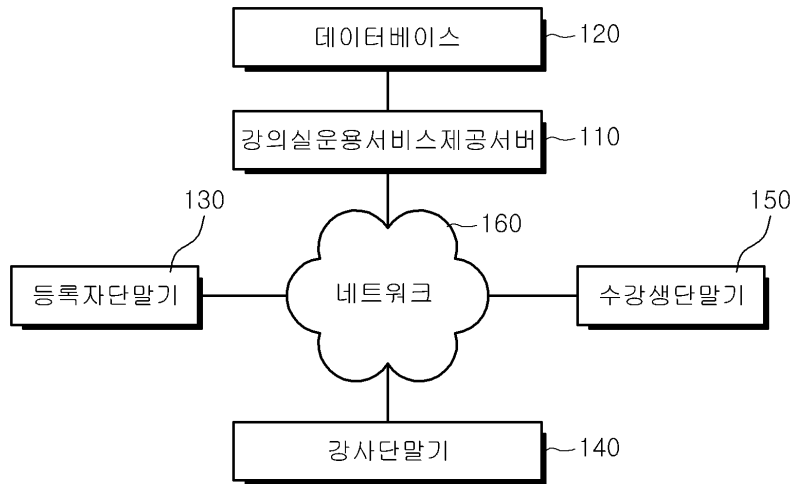 데이터베이스
120
강의실운용서비스제공서버
110
130
160
150
등록자단말기
네트워크
수강생단말기
강사단말기
140